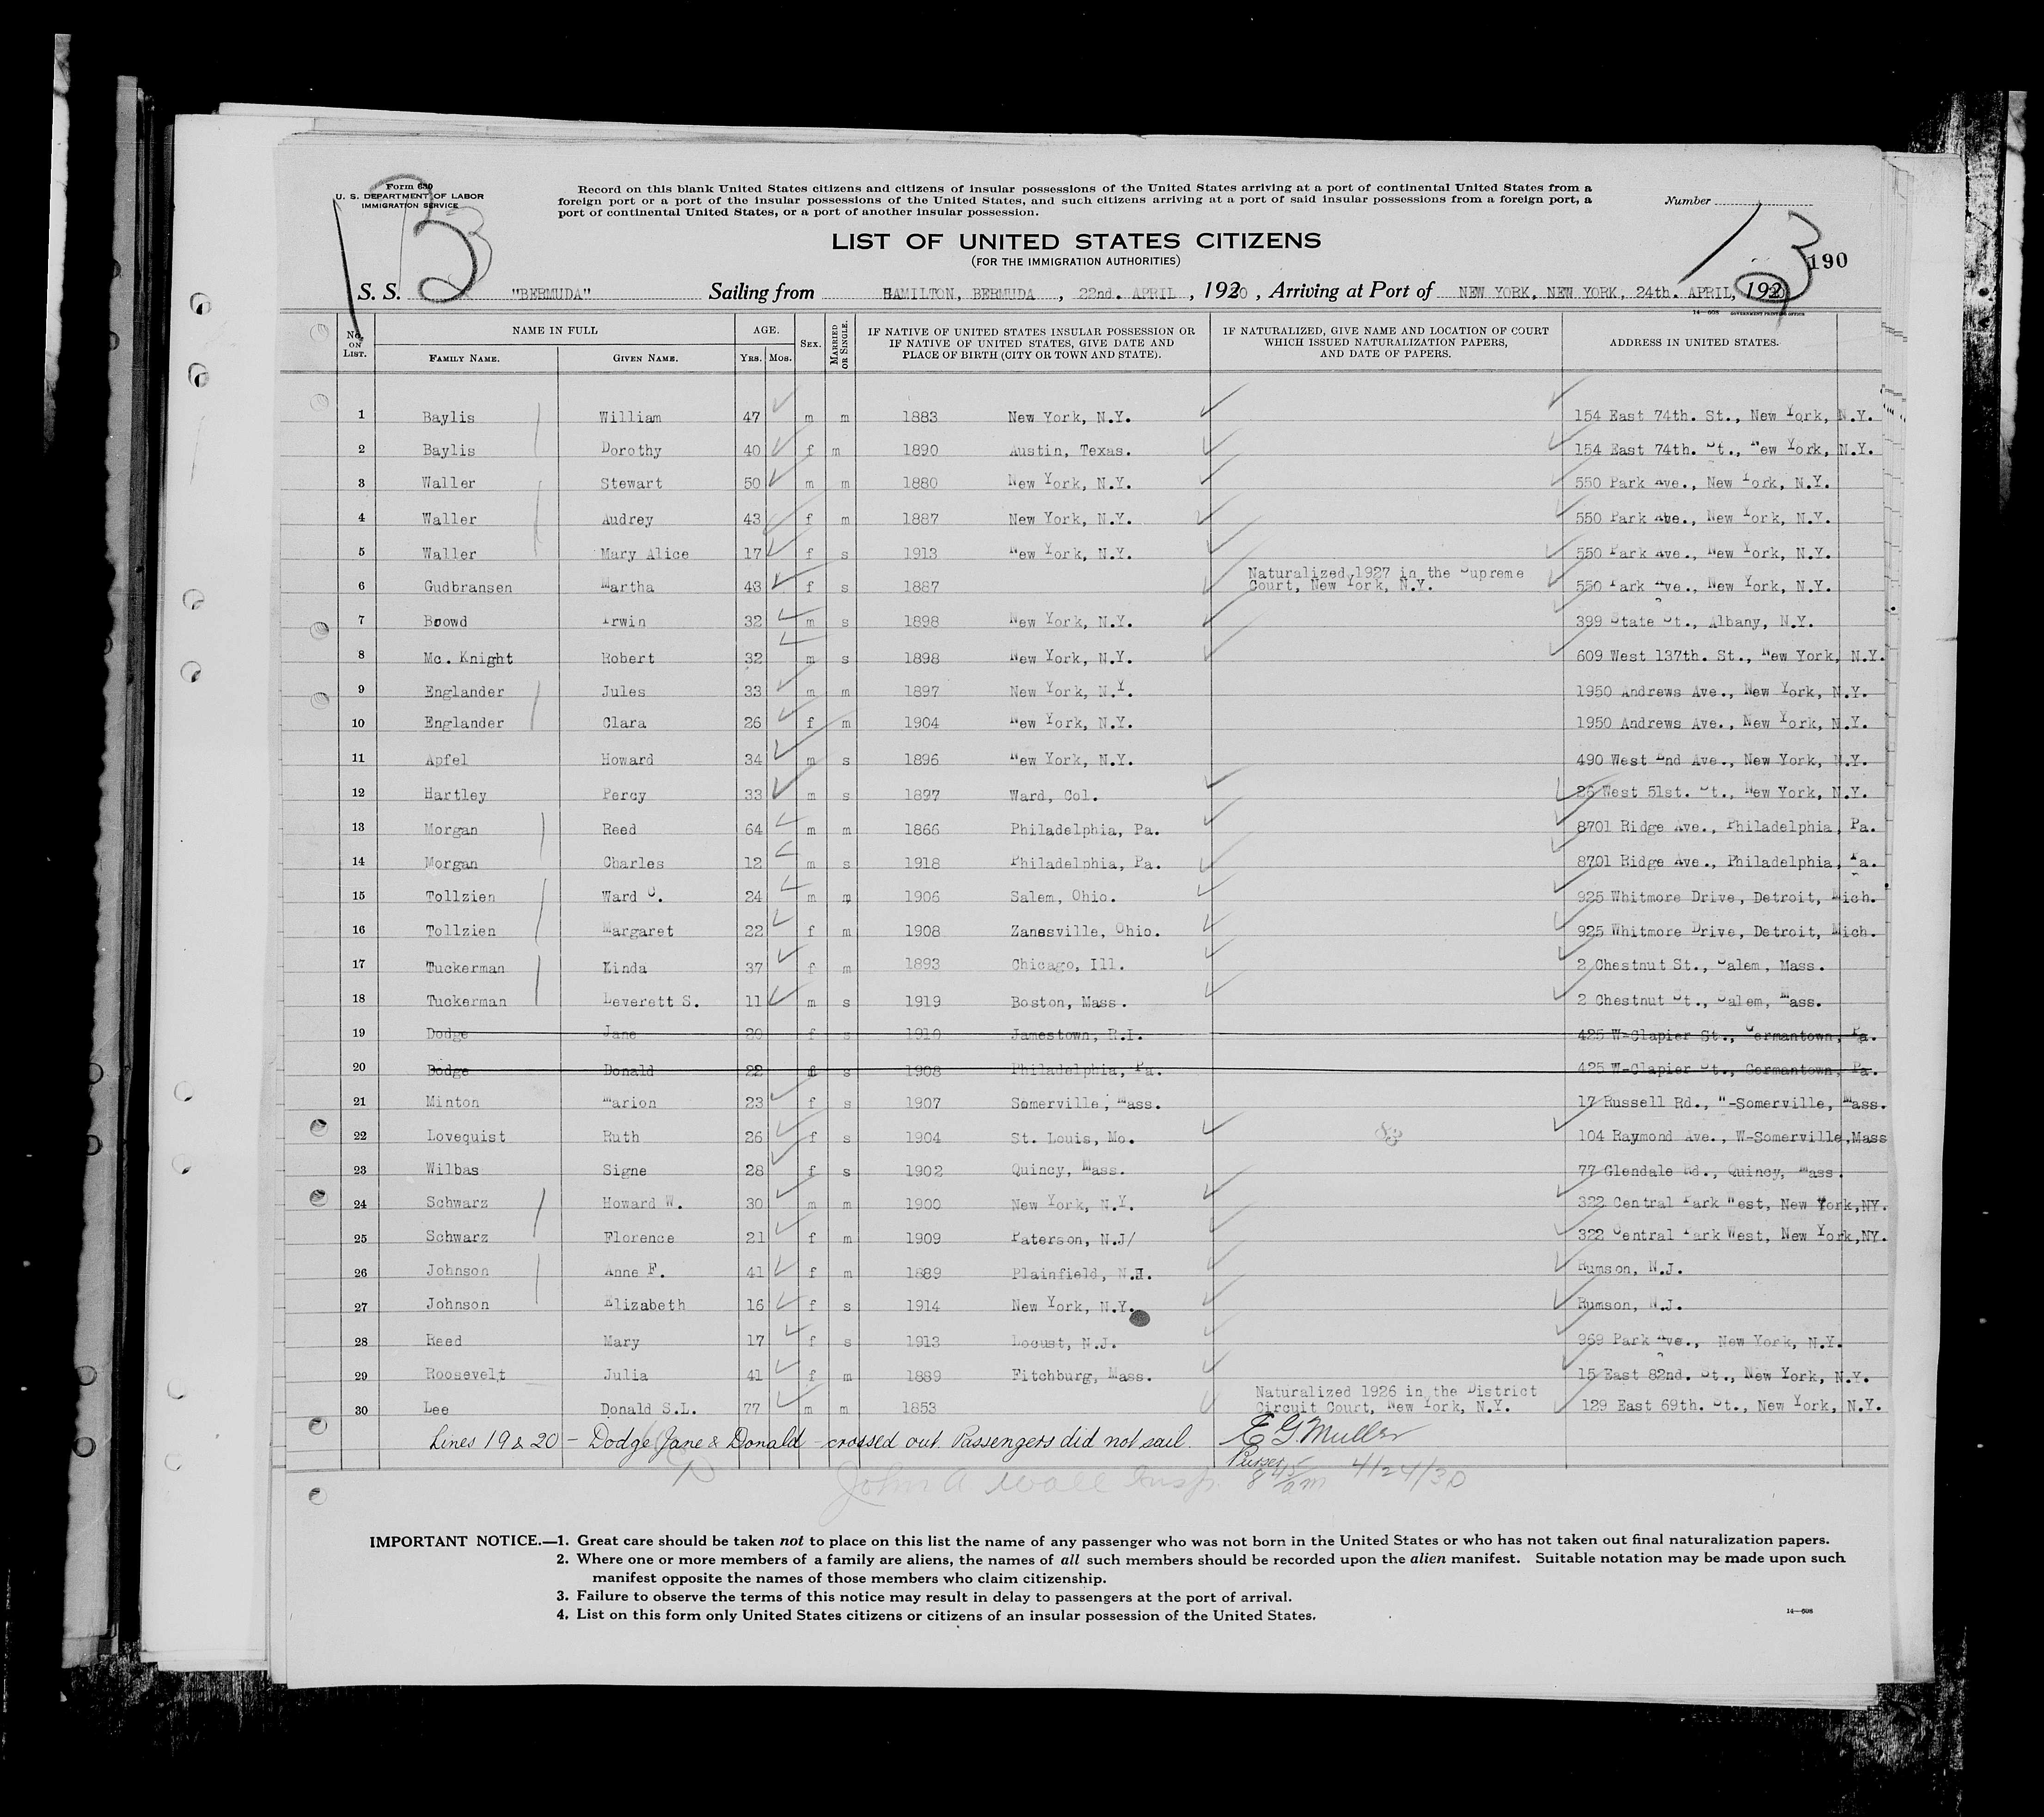 Form 630
U. S. DEPARTMENT OF LABOR
IMMIGRATION SERVICE
Record on this blank United States citizens and citizens of insular possessions of the United States arriving at a port of continental United States from a
foreign port or a port of the insular possessions of the United States, and such citizens arriving at a port of said insular possessions from a foreign port, a
port of continental United States, or a port of another insular possession.
Number
13
13
190
LIST OF UNITED STATES CITIZENS
(FOR THE IMMIGRATION AUTHORITIES)
S. S. "BERMUDA" Sailing from HAMILTON, BERMUDA, 22nd. APRIL, 1930, Arriving at Port of NEW YORK, NEW YORK, 24th. APRIL, 1930
14—608 GOVERNMENT PRINTING OFFICE
No. ON LIST. NAME IN FULL AGE. SEX. MARRIED OR SINGLE. IF NATIVE OF UNITED STATES INSULAR POSSESSION OR IF NATIVE OF UNITED STATES, GIVE DATE AND PLACE OF BIRTH (CITY OR TOWN AND STATE). IF NATURALIZED, GIVE NAME AND LOCATION OF COURT WHICH ISSUED NATURALIZATION PAPERS, AND DATE OF PAPERS. ADDRESS IN UNITED STATES.
FAMILY NAME. GIVEN NAME. YRS. MOS.
1 Baylis William 47 m m 1883 New York, N.Y. 154 East 74th. St., New York, N.Y.
2 Baylis Dorothy 40 f m 1890 Austin, Texas. 154 East 74th. St., New York, N.Y.
3 Waller Stewart 50 m m 1880 New York, N.Y. 550 Park Ave., New York, N.Y.
4 Waller Audrey 43 f m 1887 New York, N.Y. 550 Park Ave., New York, N.Y.
5 Waller Mary Alice 17 f s 1913 New York, N.Y. 550 Park Ave., New York, N.Y.
6 Gudbransen Martha 43 f s 1887 Naturalized 1927 in the Supreme Court, New York, N.Y. 550 Park Ave., New York, N.Y.
7 Browd Irwin 32 m s 1898 New York, N.Y. 399 State St., Albany, N.Y.
8 Mc. Knight Robert 32 m s 1898 New York, N.Y. 609 West 137th. St., New York, N.Y.
9 Englander Jules 33 m m 1897 New York, N.Y. 1950 Andrews Ave., New York, N.Y.
10 Englander Clara 26 f m 1904 New York, N.Y. 1950 Andrews Ave., New York, N.Y.
11 Apfel Howard 34 m s 1896 New York, N.Y. 490 West End Ave., New York, N.Y.
12 Hartley Percy 33 m s 1897 Ward, Col. 26 West 51st. St., New York, N.Y.
13 Morgan Reed 64 m m 1866 Philadelphia, Pa. 8701 Ridge Ave., Philadelphia, Pa.
14 Morgan Charles 12 m s 1918 Philadelphia, Pa. 8701 Ridge Ave., Philadelphia, Pa.
15 Tollzien Ward C. 24 m m 1906 Salem, Ohio. 925 Whitmore Drive, Detroit, Mich.
16 Tollzien Margaret 22 f m 1908 Zanesville, Ohio. 925 Whitmore Drive, Detroit, Mich.
17 Tuckerman Linda 37 f m 1893 Chicago, Ill. 2 Chestnut St., Salem, Mass.
18 Tuckerman Leverett S. 11 m s 1919 Boston, Mass. 2 Chestnut St., Salem, Mass.
19 Dodge Jane 20 f s 1910 Jamestown, R.I. 425 W-Clapier St., Germantown, Pa.
20 Dodge Donald 22 m s 1908 Philadelphia, Pa. 425 W-Clapier St., Germantown, Pa.
21 Minton Marion 23 f s 1907 Somerville, Mass. 17 Russell Rd., W-Somerville, Mass.
22 Lovequist Ruth 26 f s 1904 St. Louis, Mo. 104 Raymond Ave., W-Somerville,Mass
23 Wilbas Signe 28 f s 1902 Quincy, Mass. 77 Glendale Rd., Quincy, Mass.
24 Schwarz Howard W. 30 m m 1900 New York, N.Y. 322 Central Park West, New York,NY.
25 Schwarz Florence 21 f m 1909 Paterson, N.J/ 322 Central Park West, New York,NY.
26 Johnson Anne F. 41 f m 1889 Plainfield, N.J. Rumson, N.J.
27 Johnson Elizabeth 16 f s 1914 New York, N.Y. Rumson, N.J.
28 Reed Mary 17 f s 1913 Locust, N.J. 969 Park Ave., New York, N.Y.
29 Roosevelt Julia 41 f m 1889 Fitchburg, Mass. 15 East 82nd. St., New York, N.Y.
30 Lee Donald S.L. 77 m m 1853 Naturalized 1926 in the District Circuit Court, New York, N.Y. 129 East 69th. St., New York, N.Y.
Lines 19 & 20 - Dodge Jane & Donald - crossed out. Passengers did not sail. E G. Muller
Purser
John A Wall Insp. 8 45 am 4/24/30
IMPORTANT NOTICE.—1. Great care should be taken not to place on this list the name of any passenger who was not born in the United States or who has not taken out final naturalization papers.
2. Where one or more members of a family are aliens, the names of all such members should be recorded upon the alien manifest. Suitable notation may be made upon such
manifest opposite the names of those members who claim citizenship.
3. Failure to observe the terms of this notice may result in delay to passengers at the port of arrival.
4. List on this form only United States citizens or citizens of an insular possession of the United States.
14—608